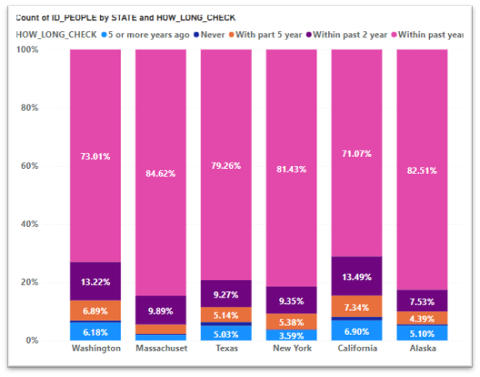 Count of ID_PEOPLE by STATE and HOW_LONG_CHECK
HOW_LONG_CHECK 5 or more years ago Never With part 5 year Within past 2 year Within past year
100%
80%
60%
40%
20%
0%
73.01% 84.62% 79.26% 81.43% 71.07% 82.51%
13.22% 9.89% 9.27% 9.35% 13.49% 7.53%
6.89% 5.14% 5.38% 7.34% 4.39%
6.18% 5.03% 3.59% 6.90% 5.10%
Washington Massachuset Texas New York California Alaska